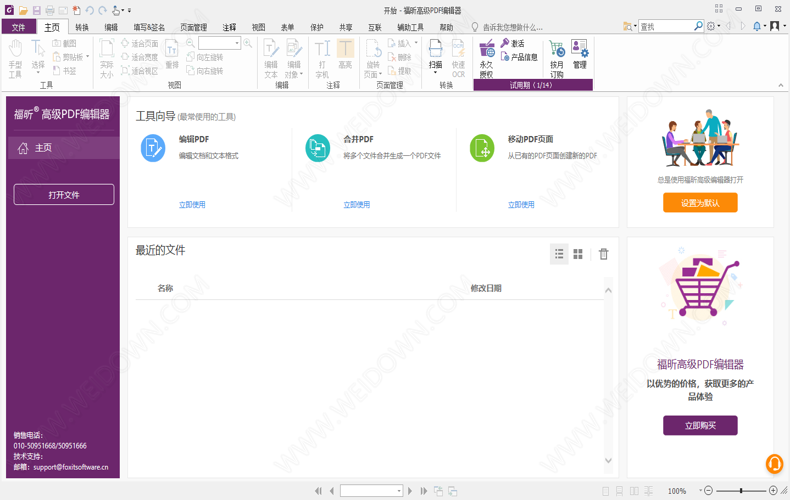 开始 - 福昕高级PDF编辑器
文件 主页 转换 编辑 填写&签名 页面管理 注释 视图 表单 保护 共享 互联 辅助工具 帮助 告诉我您想做什么... 查找
手型工具
选择
截图
剪贴板
书签
工具
实际大小
适合页面
适合宽度
适合视区
重排
向左旋转
向右旋转
视图
编辑文本
编辑对象
编辑
打字机
高亮
注释
旋转页面
插入
删除
提取
页面管理
扫描
快速OCR
转换
永久授权
激活
产品信息
按月订购
管理
试用期（1/14）
福昕® 高级PDF编辑器
主页
打开文件
销售电话：
010-50951668/50951666
技术支持：
邮箱：support@foxitsoftware.cn
工具向导 (最常使用的工具)
编辑PDF
编辑文档和文本格式
立即使用
合并PDF
将多个文件合并生成一个PDF文件
立即使用
移动PDF页面
从已有的PDF页面创建新的PDF
立即使用
最近的文件
名称 修改日期
总是使用福昕高级编辑器打开
设置为默认
福昕高级PDF编辑器
以优势的价格，获取更多的产
品体验
立即购买
100%
WWW.WEIDOWN.COM